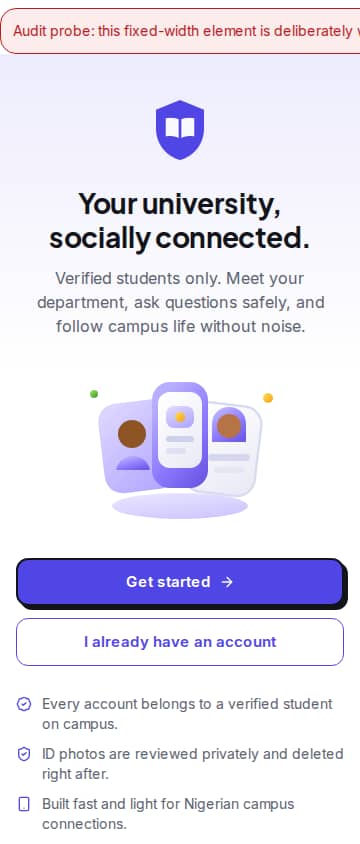 Audit probe: this fixed-width element is deliberately
Your university,
socially connected.
Verified students only. Meet your
department, ask questions safely, and
follow campus life without noise.
Get started
I already have an account
Every account belongs to a verified student
on campus.
ID photos are reviewed privately and deleted
right after.
Built fast and light for Nigerian campus
connections.